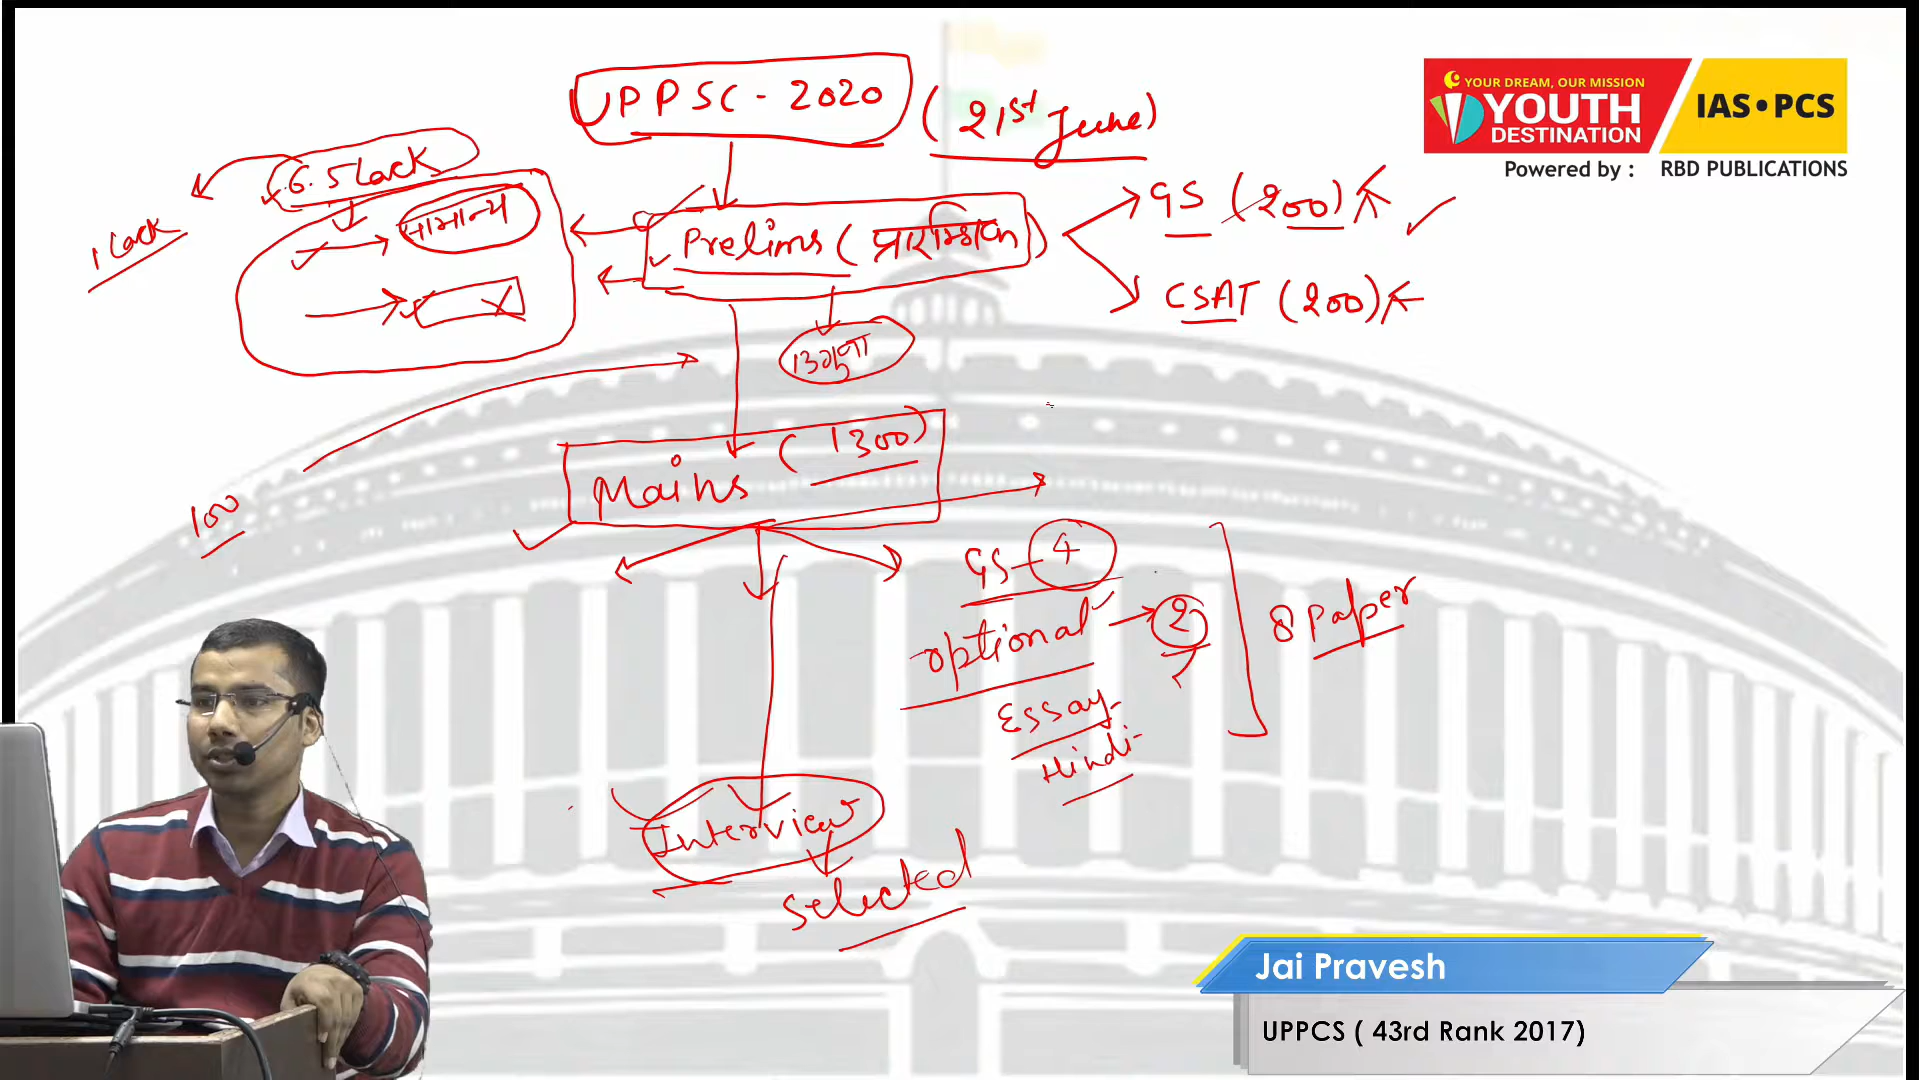 UPPSC - 2020
(21st June)
6.5 lack
1 lack
सामान्य
Prelims (प्रारम्भिक)
GS (200)
CSAT (200)
13 गुना
Mains (1300)
100
GS - 4
optional → 2
Essay -
Hindi -
8 Paper
Interview
Selected
YOUR DREAM, OUR MISSION
YOUTH
DESTINATION
IAS • PCS
Powered by : RBD PUBLICATIONS
Jai Pravesh
UPPCS ( 43rd Rank 2017)